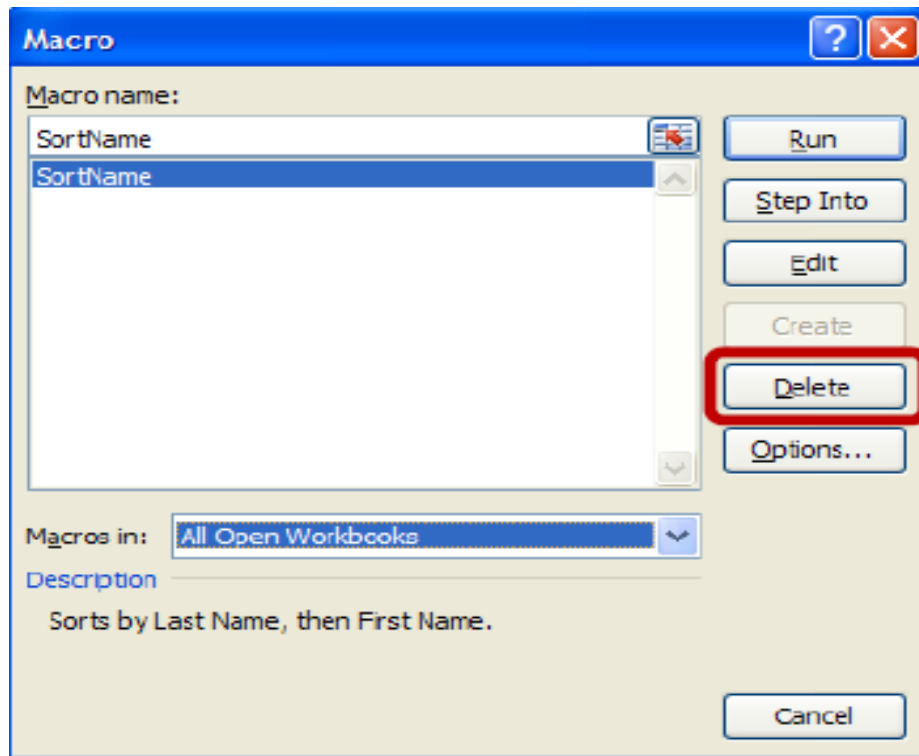 Macro
Macro name:
SortName
SortName
Run
Step Into
Edit
Create
Delete
Options...
Macros in: All Open Workbooks
Description
Sorts by Last Name, then First Name.
Cancel